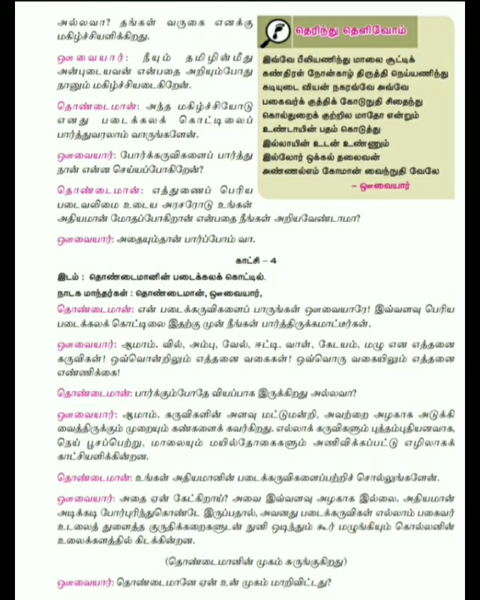 அல்லவா? தங்கள் வருகை எனக்கு
மகிழ்ச்சியளிக்கிறது.
ஔவையார்: நீயும் தமிழின்மீது
அன்புடையவன் என்பதை அறியும்போது
நானும் மகிழ்ச்சியடைகிறேன்.
தொண்டைமான்: அந்த மகிழ்ச்சியோடு
எனது படைக்கலக் கொட்டிலைப்
பார்த்துவரலாம் வாருங்களேன்.
ஔவையார்: போர்க்கருவிகளைப் பார்த்து
நான் என்ன செய்யப்போகிறேன்?
தொண்டைமான்: எத்துணைப் பெரிய
படைவலிமை உடைய அரசரோடு உங்கள்
அதியமான் மோதப்போகிறான் என்பதை நீங்கள் அறியவேண்டாமா?
ஔவையார்: அதையும்தான் பார்ப்போம் வா.
தெரிந்து தெளிவோம்
இவ்வே பீலியணிந்து மாலை சூட்டிக்
கண்திரள் நோன்காழ் திருத்தி நெய்யணிந்து
கடியுடை வியன் நகரவ்வே அவ்வே
பகைவர்க் குத்திக் கோடுநுதி சிதைந்து
கொல்துறைக் குற்றில மாதோ என்றும்
உண்டாயின் பதம் கொடுத்து
இல்லாயின் உடன் உண்ணும்
இல்லோர் ஒக்கல் தலைவன்
அண்ணல்எம் கோமான் வைந்நுதி வேலே
– ஔவையார்
காட்சி – 4
இடம் : தொண்டைமானின் படைக்கலக் கொட்டில்.
நாடக மாந்தர்கள் : தொண்டைமான், ஔவையார்,
தொண்டைமான்: என் படைக்கருவிகளைப் பாருங்கள் ஔவையாரே! இவ்வளவு பெரிய
படைக்கலக் கொட்டிலை இதற்கு முன் நீங்கள் பார்த்திருக்கமாட்டீர்கள்.
ஔவையார்: ஆமாம். வில், அம்பு, வேல், ஈட்டி, வாள், கேடயம், மழு என எத்தனை
கருவிகள்! ஒவ்வொன்றிலும் எத்தனை வகைகள்! ஒவ்வொரு வகையிலும் எத்தனை
எண்ணிக்கை!
தொண்டைமான்: பார்க்கும்போதே வியப்பாக இருக்கிறது அல்லவா?
ஔவையார்: ஆமாம். கருவிகளின் அளவு மட்டுமன்றி, அவற்றை அழகாக அடுக்கி
வைத்திருக்கும் முறையும் கண்களைக் கவர்கிறது. எல்லாக் கருவிகளும் புத்தம்புதியனவாக,
நெய் பூசப்பெற்று, மாலையும் மயில்தோகைகளும் அணிவிக்கப்பட்டு எழிலாகக்
காட்சியளிக்கின்றன.
தொண்டைமான்: உங்கள் அதியமானின் படைக்கருவிகளைப்பற்றிச் சொல்லுங்களேன்.
ஔவையார்: அதை ஏன் கேட்கிறாய்? அவை இவ்வளவு அழகாக இல்லை. அதியமான்
அடிக்கடி போர்புரிந்துகொண்டே இருப்பதால், அவனது படைக்கருவிகள் எல்லாம் பகைவர்
உடலைத் துளைத்த குருதிக்கறைகளுடன் நுனி ஒடிந்தும் கூர் மழுங்கியும் கொல்லனின்
உலைக்களத்தில் கிடக்கின்றன.
(தொண்டைமானின் முகம் சுருங்குகிறது)
ஔவையார்: தொண்டைமானே ஏன் உன் முகம் மாறிவிட்டது?